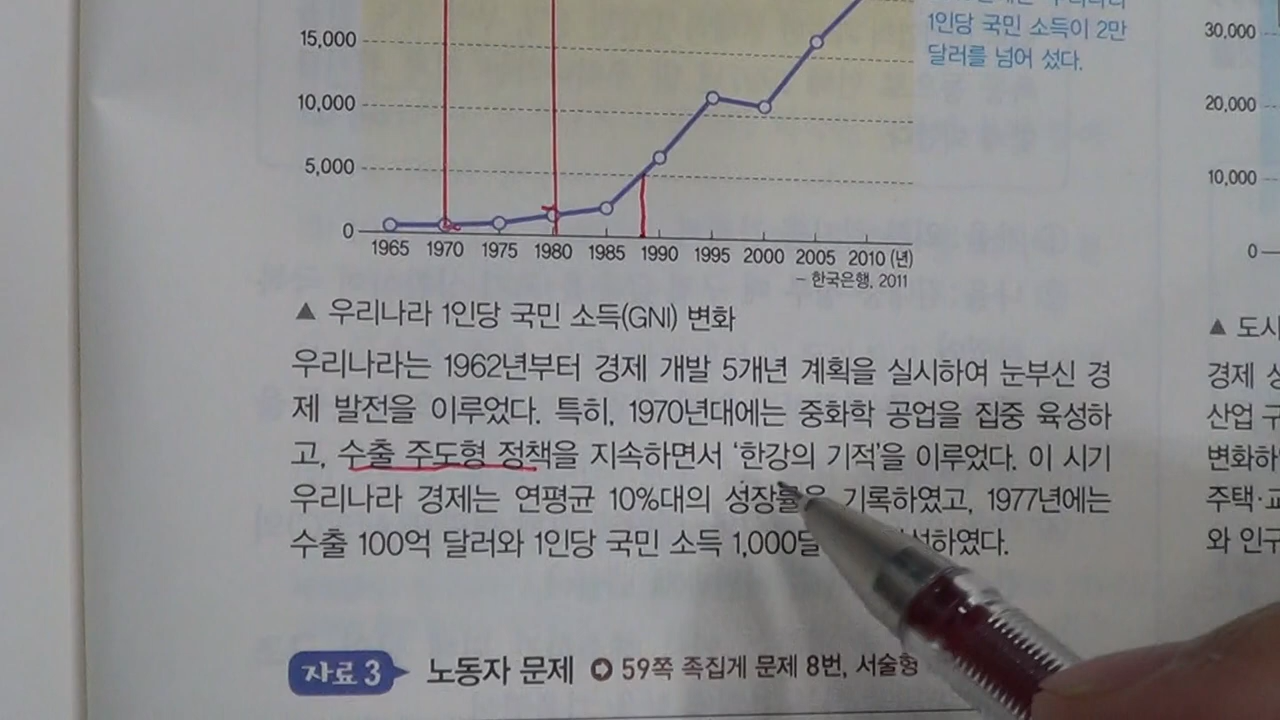 1인당 국민 소득이 2만
달러를 넘어 섰다.
15,000
10,000
5,000
0
1965 1970 1975 1980 1985 1990 1995 2000 2005 2010 (년)
– 한국은행, 2011
▲ 우리나라 1인당 국민 소득(GNI) 변화
우리나라는 1962년부터 경제 개발 5개년 계획을 실시하여 눈부신 경
제 발전을 이루었다. 특히, 1970년대에는 중화학 공업을 집중 육성하
고, 수출 주도형 정책을 지속하면서 ‘한강의 기적’을 이루었다. 이 시기
우리나라 경제는 연평균 10%대의 성장률을 기록하였고, 1977년에는
수출 100억 달러와 1인당 국민 소득 1,000달 하였다.
자료 3 노동자 문제 59쪽 족집게 문제 8번, 서술형
30,000
20,000
10,000
0
▲ 도시
경제 성
산업 구
변화하
주택·교
와 인구